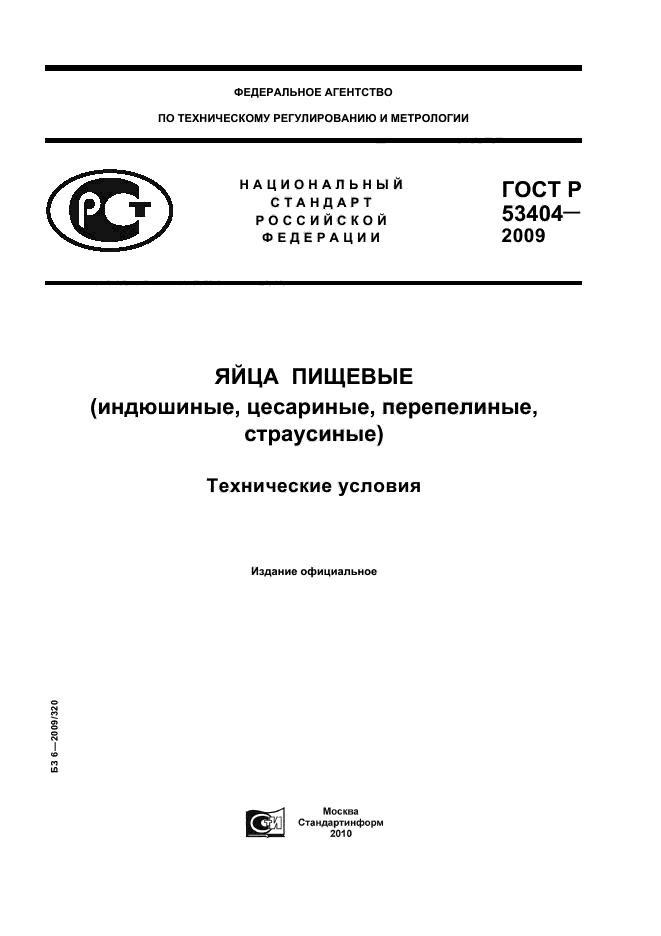 ФЕДЕРАЛЬНОЕ АГЕНТСТВО
ПО ТЕХНИЧЕСКОМУ РЕГУЛИРОВАНИЮ И МЕТРОЛОГИИ
РСТ
НАЦИОНАЛЬНЫЙ
СТАНДАРТ
РОССИЙСКОЙ
ФЕДЕРАЦИИ
ГОСТ Р
53404—
2009
ЯЙЦА ПИЩЕВЫЕ
(индюшиные, цесариные, перепелиные,
страусиные)
Технические условия
Издание официальное
БЗ 6—2009/320
Москва
Стандартинформ
2010